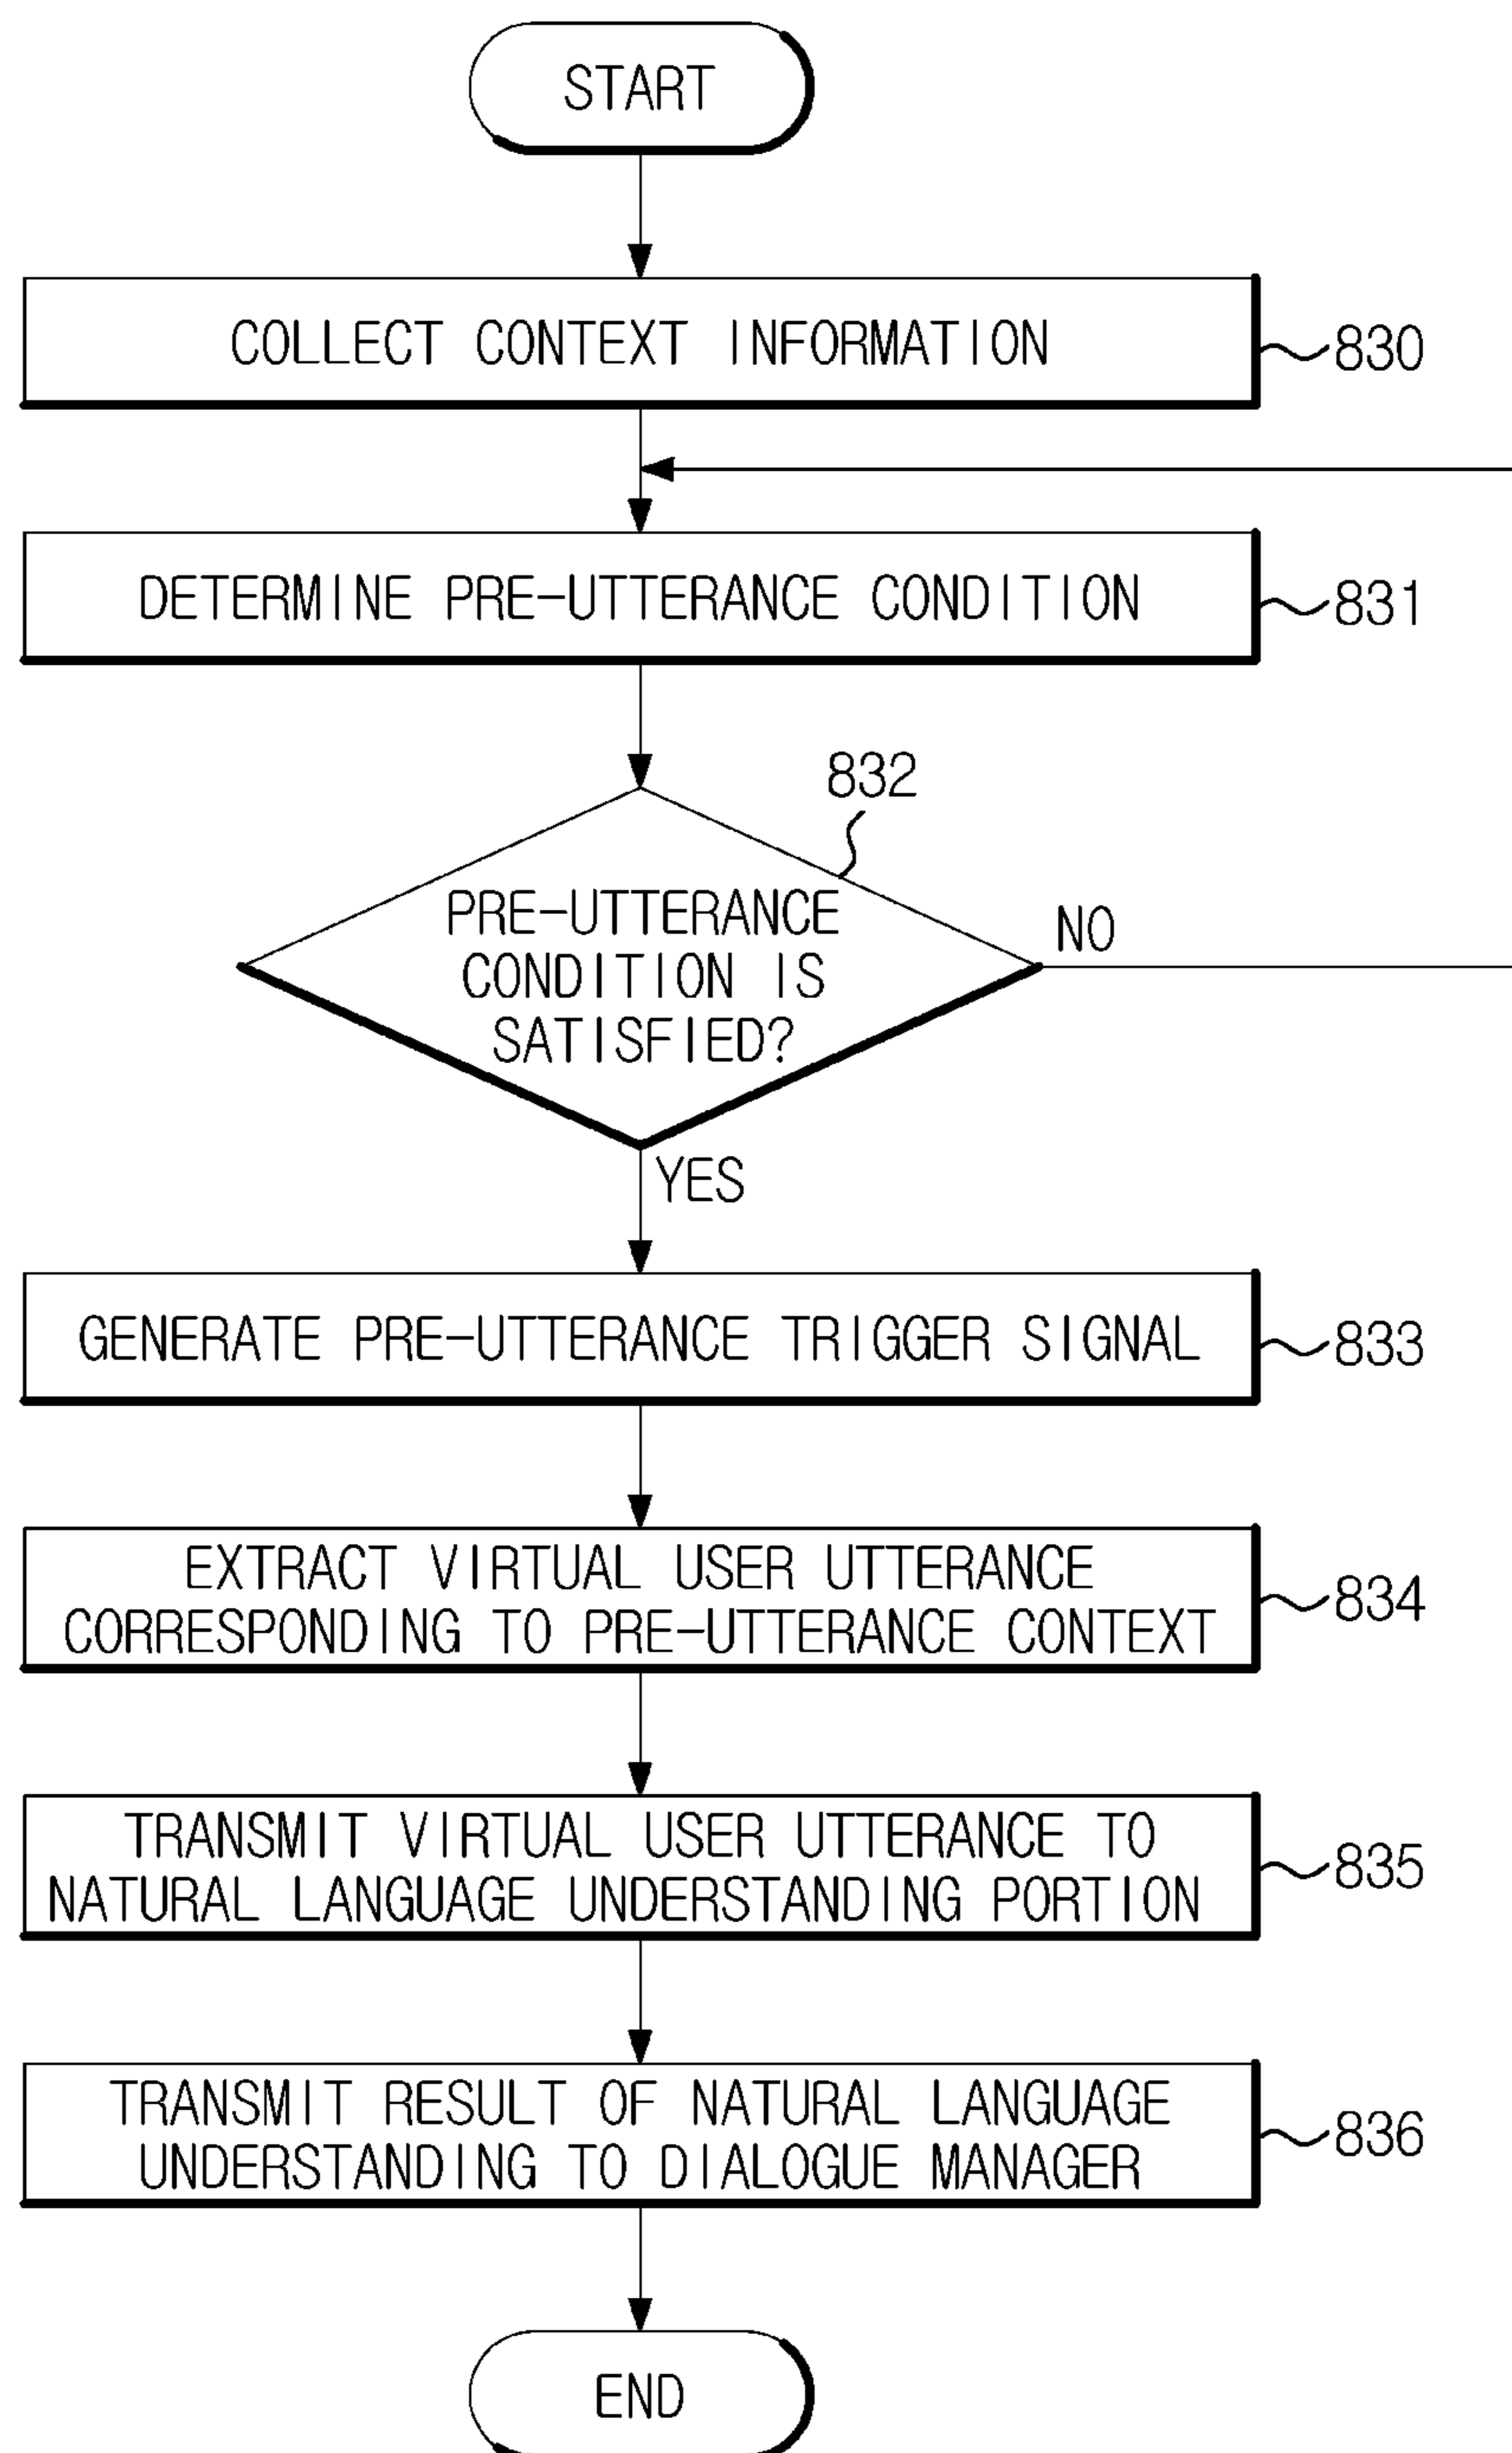 START
COLLECT CONTEXT INFORMATION
830
DETERMINE PRE-UTTERANCE CONDITION
831
832
PRE-UTTERANCE
CONDITION IS
SATISFIED?
NO
YES
GENERATE PRE-UTTERANCE TRIGGER SIGNAL
833
EXTRACT VIRTUAL USER UTTERANCE
CORRESPONDING TO PRE-UTTERANCE CONTEXT
834
TRANSMIT VIRTUAL USER UTTERANCE TO
NATURAL LANGUAGE UNDERSTANDING PORTION
835
TRANSMIT RESULT OF NATURAL LANGUAGE
UNDERSTANDING TO DIALOGUE MANAGER
836
END